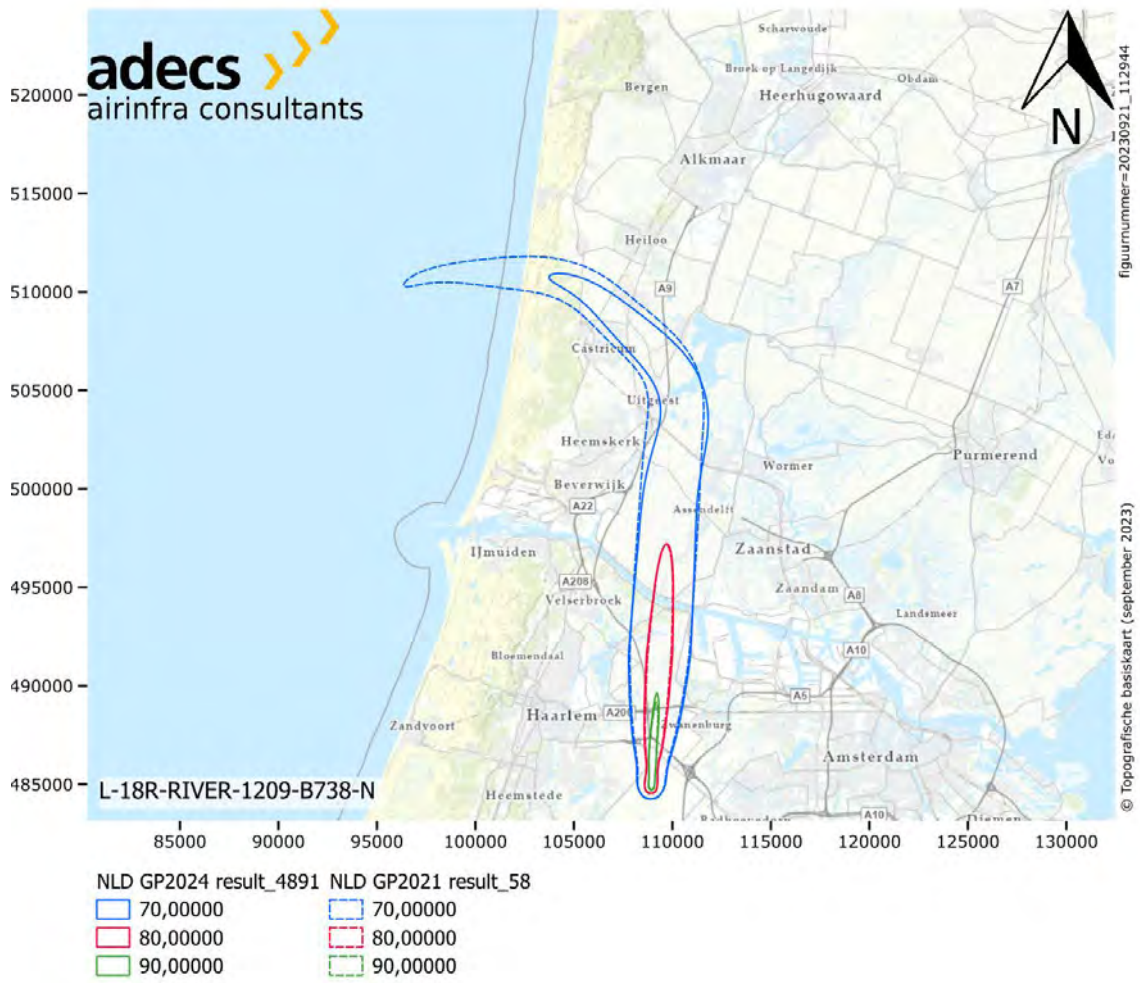 adecs
airinfra consultants
N
figuurnummer=20230921_112944
© Topografische basiskaart (september 2023)
520000
515000
510000
505000
500000
495000
490000
485000
Scharwoude
Broek op Langedijk
Obdam
Bergen
Heerhugowaard
Alkmaar
Heiloo
A9
A7
Castricum
Uitgeest
Heemskerk
Purmerend
Wormer
Beverwijk
A22
Assendelft
IJmuiden
Zaanstad
A208
Velserbroek
Zaandam
A8
Landsmeer
Bloemendaal
A10
A5
Haarlem
A200
Zwanenburg
Zandvoort
Amsterdam
Heemstede
A10
Diemen
L-18R-RIVER-1209-B738-N
85000 90000 95000 100000 105000 110000 115000 120000 125000 130000
NLD GP2024 result_4891 NLD GP2021 result_58
70,00000 70,00000
80,00000 80,00000
90,00000 90,00000